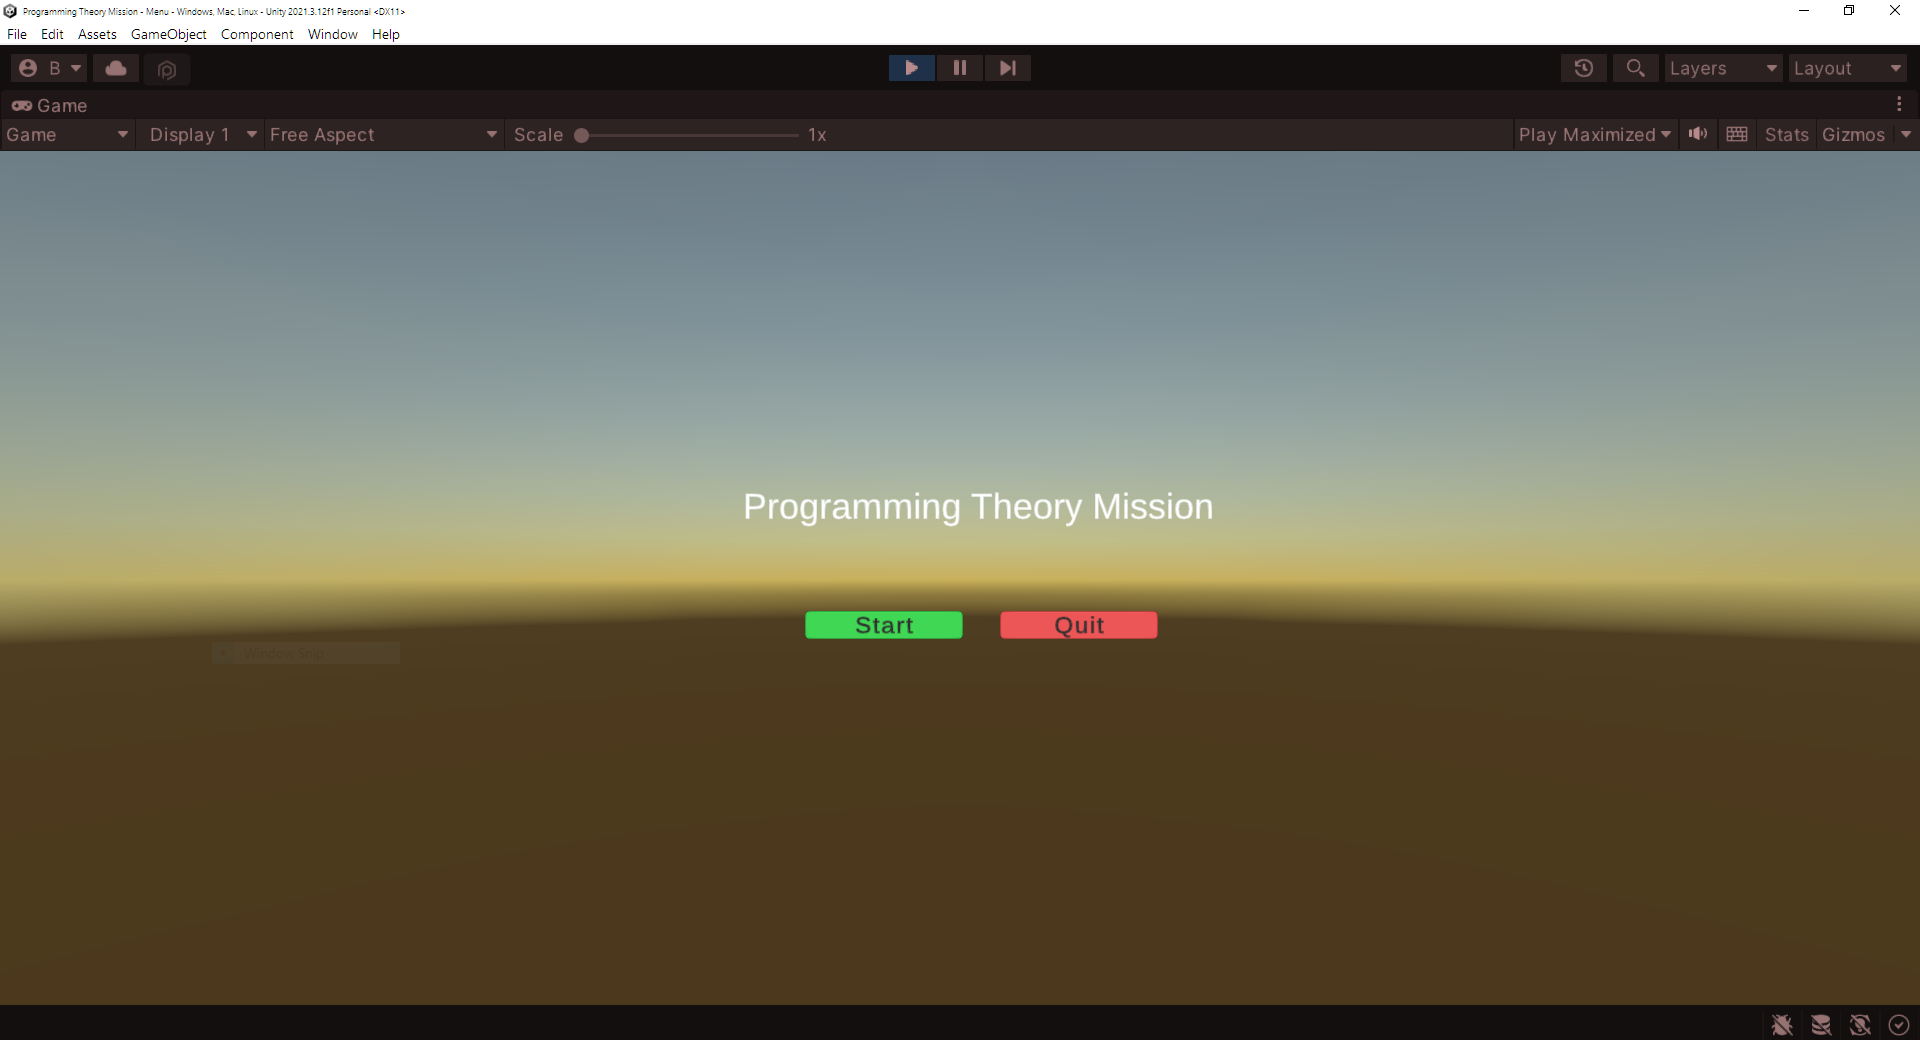 Programming Theory Mission - Menu - Windows, Mac, Linux - Unity 2021.3.12f1 Personal <DX11>
File Edit Assets GameObject Component Window Help
B Layers Layout
Game
Game Display 1 Free Aspect Scale 1x Play Maximized Stats Gizmos
Programming Theory Mission
Start Quit
Window Snip